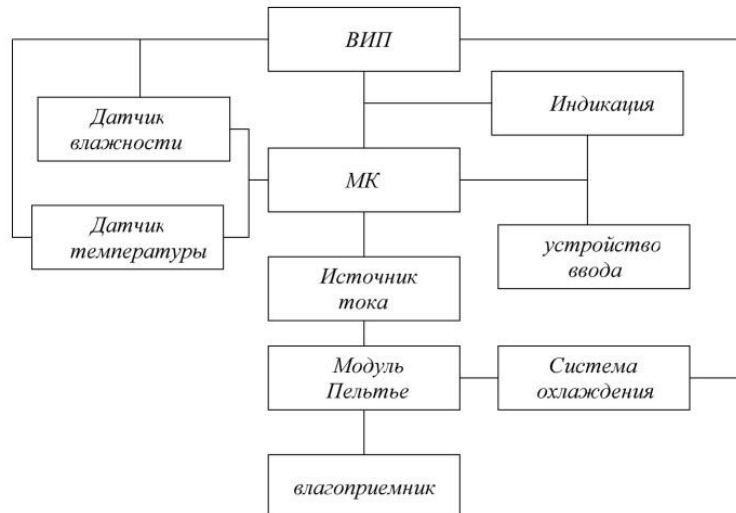 ВИП
Индикация
Датчик
влажности
МК
Датчик
температуры
устройство
ввода
Источник
тока
Модуль
Пельтье
Система
охлаждения
влагоприемник